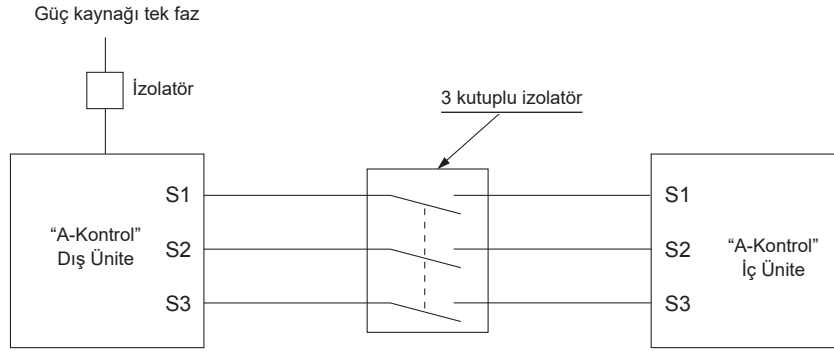 Güç kaynağı tek faz
İzolatör
3 kutuplu izolatör
S1
S2
S3
“A-Kontrol”
Dış Ünite
S1
S2
S3
“A-Kontrol”
İç Ünite